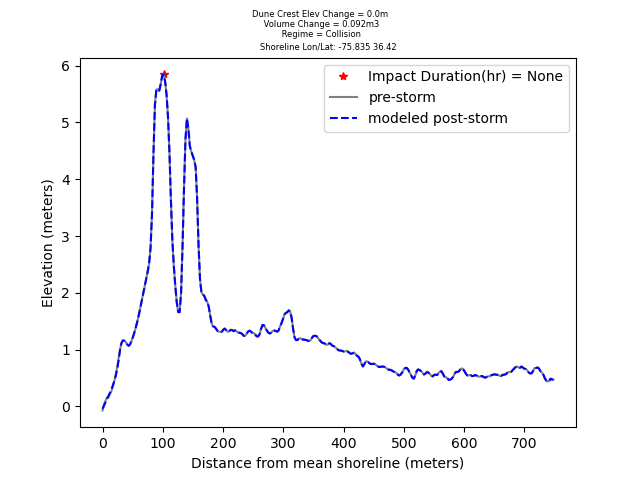 Dune Crest Elev Change = 0.0m
Volume Change = 0.092m3
Regime = Collision
Shoreline Lon/Lat: -75.835 36.42
Impact Duration(hr) = None
pre-storm
modeled post-storm
Elevation (meters)
6
5
4
3
2
1
0
0 100 200 300 400 500 600 700
Distance from mean shoreline (meters)